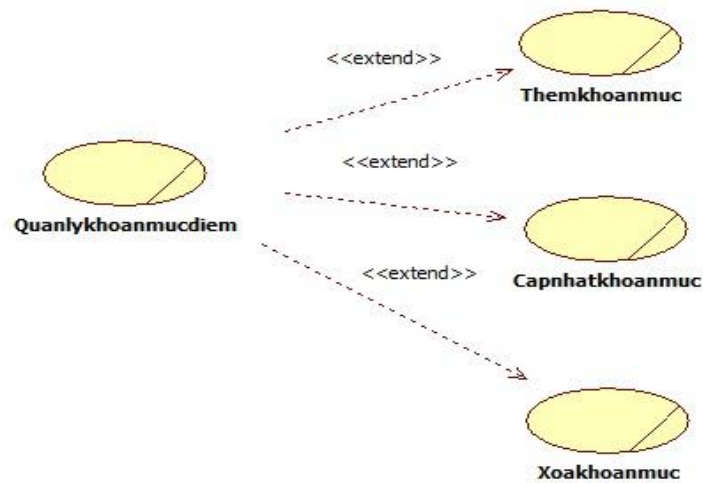 <<extend>>
Themkhoanmuc
<<extend>>
Quanlykhoanmucdiem
<<extend>>
Capnhatkhoanmuc
Xoakhoanmuc